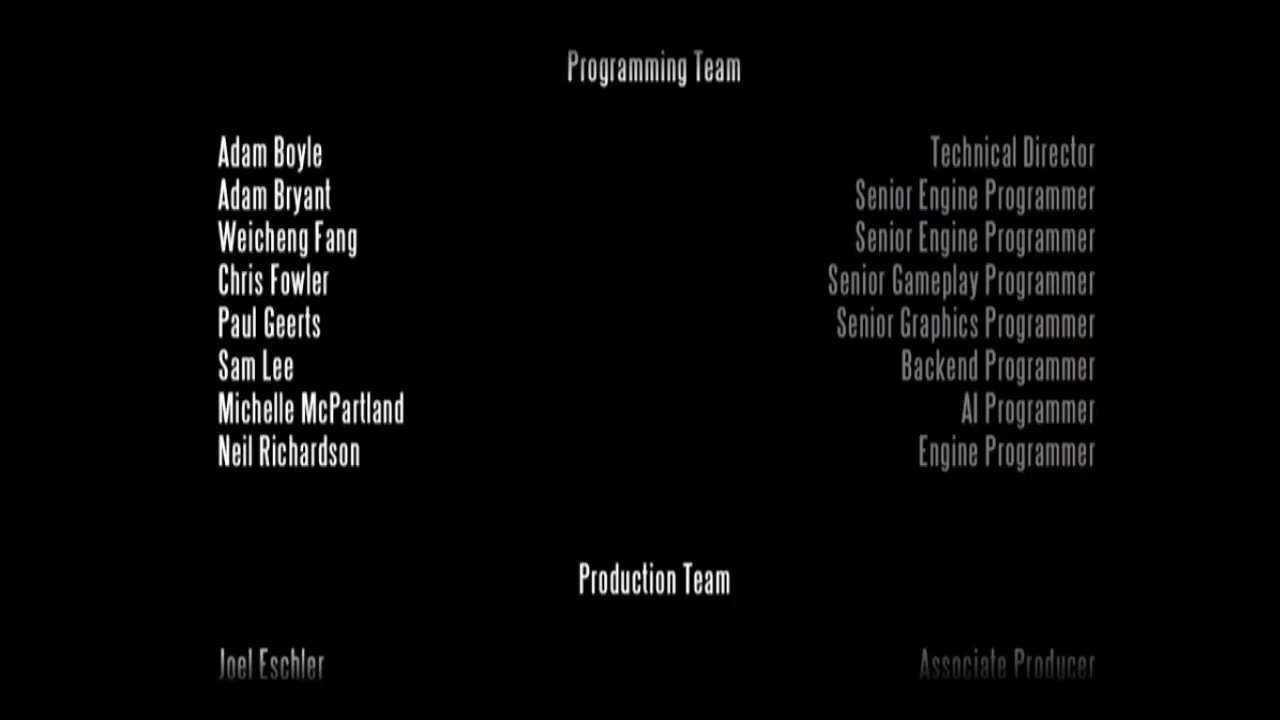 Programming Team
Adam Boyle Technical Director
Adam Bryant Senior Engine Programmer
Weicheng Fang Senior Engine Programmer
Chris Fowler Senior Gameplay Programmer
Paul Geerts Senior Graphics Programmer
Sam Lee Backend Programmer
Michelle McPartland AI Programmer
Neil Richardson Engine Programmer
Production Team
Joel Eschler Associate Producer